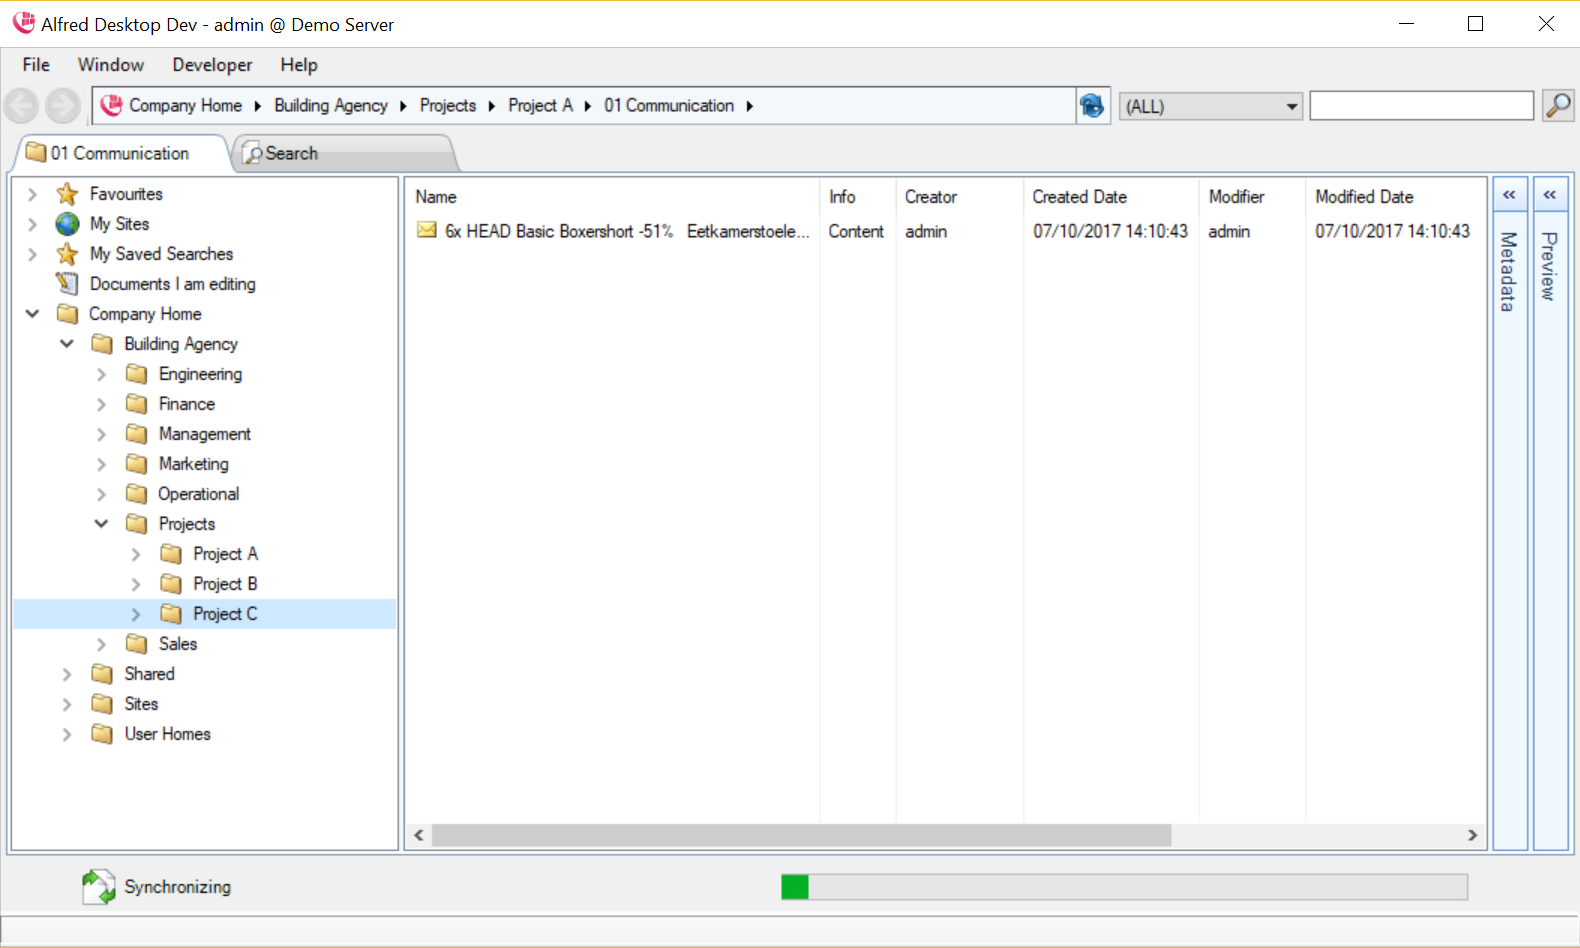 Alfred Desktop Dev - admin @ Demo Server
File Window Developer Help
Company Home Building Agency Projects Project A 01 Communication (ALL)
01 Communication Search
Favourites
My Sites
My Saved Searches
Documents I am editing
Company Home
Building Agency
Engineering
Finance
Management
Marketing
Operational
Projects
Project A
Project B
Project C
Sales
Shared
Sites
User Homes
Name Info Creator Created Date Modifier Modified Date
6x HEAD Basic Boxershort -51% Eetkamerstoele... Content admin 07/10/2017 14:10:43 admin 07/10/2017 14:10:43
Metadata
Preview
Synchronizing